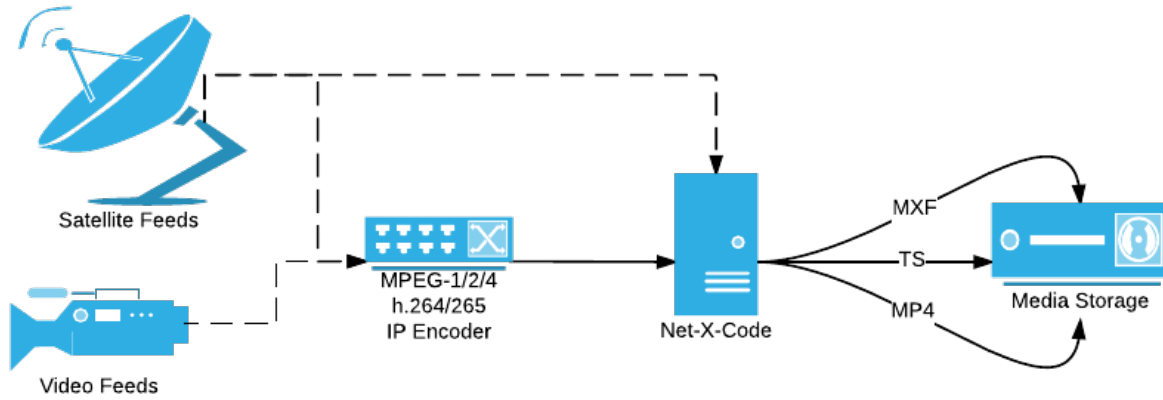 Satellite Feeds
MPEG-1/2/4
h.264/265
IP Encoder
Video Feeds
Net-X-Code
MXF
TS
MP4
Media Storage